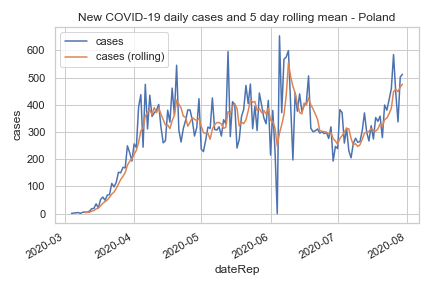 New COVID-19 daily cases and 5 day rolling mean - Poland
cases
cases (rolling)
cases
600
500
400
300
200
100
0
2020-03
2020-04
2020-05
2020-06
2020-07
2020-08
dateRep